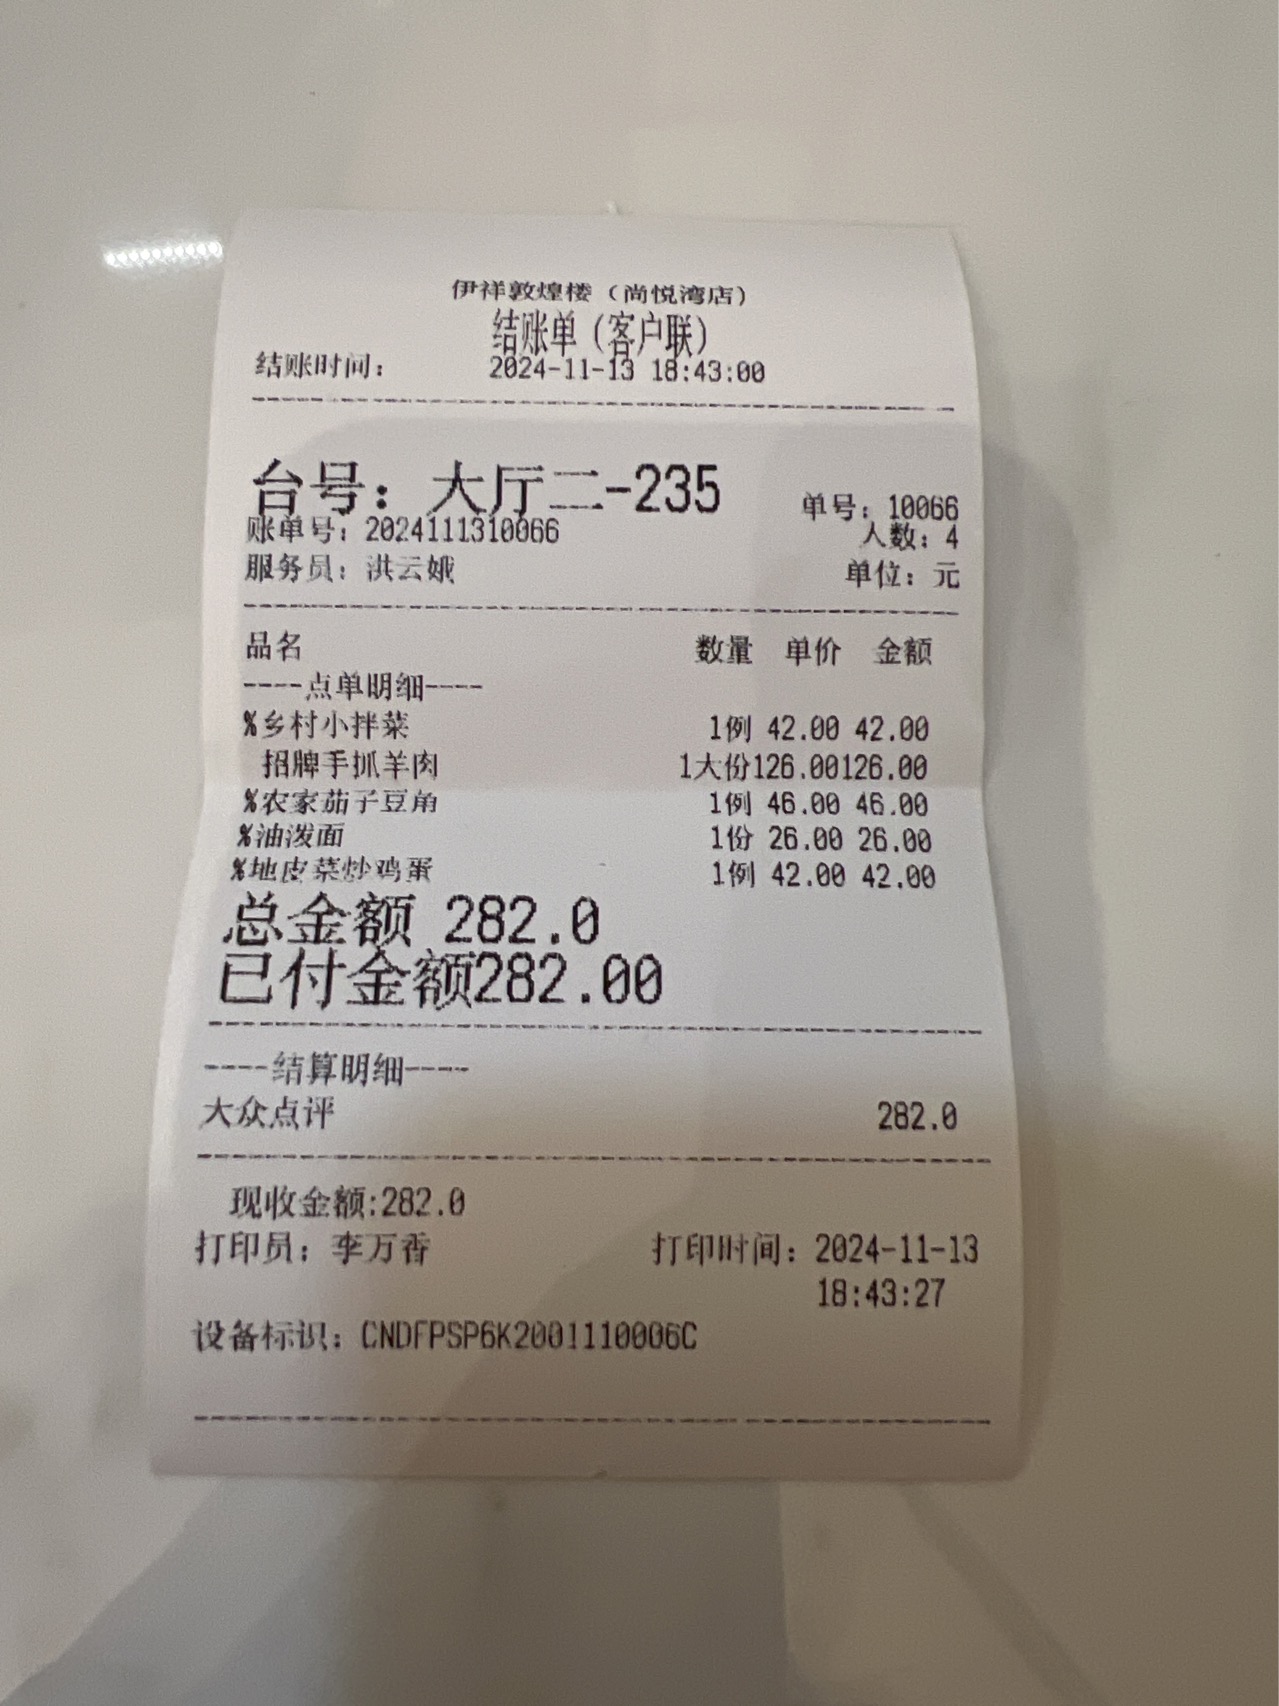 伊祥敦煌楼（尚悦湾店）
结账单（客户联）
结账时间： 2024-11-13 18:43:00
台号：大厅二-235 单号：10066
账单号：2024111310066 人数：4
服务员：洪云娥 单位：元
品名 数量 单价 金额
----点单明细----
%乡村小拌菜 1例 42.00 42.00
招牌手抓羊肉 1大份126.00126.00
%农家茄子豆角 1例 46.00 46.00
%油泼面 1份 26.00 26.00
%地皮菜炒鸡蛋 1例 42.00 42.00
总金额 282.0
已付金额282.00
----结算明细----
大众点评 282.0
现收金额:282.0
打印员：李万香 打印时间：2024-11-13
18:43:27
设备标识：CNDFPSP6K2001110006C